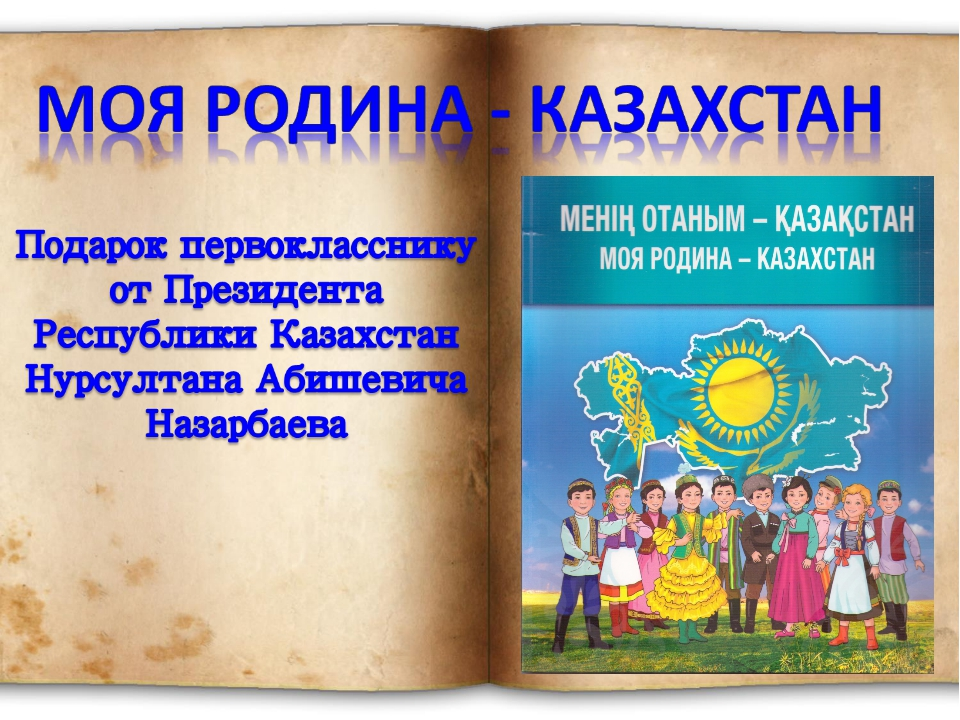 МОЯ РОДИНА - КАЗАХСТАН
Подарок первокласснику
от Президента
Республики Казахстан
Нурсултана Абишевича
Назарбаева
МЕНІҢ ОТАНЫМ – ҚАЗАҚСТАН
МОЯ РОДИНА – КАЗАХСТАН